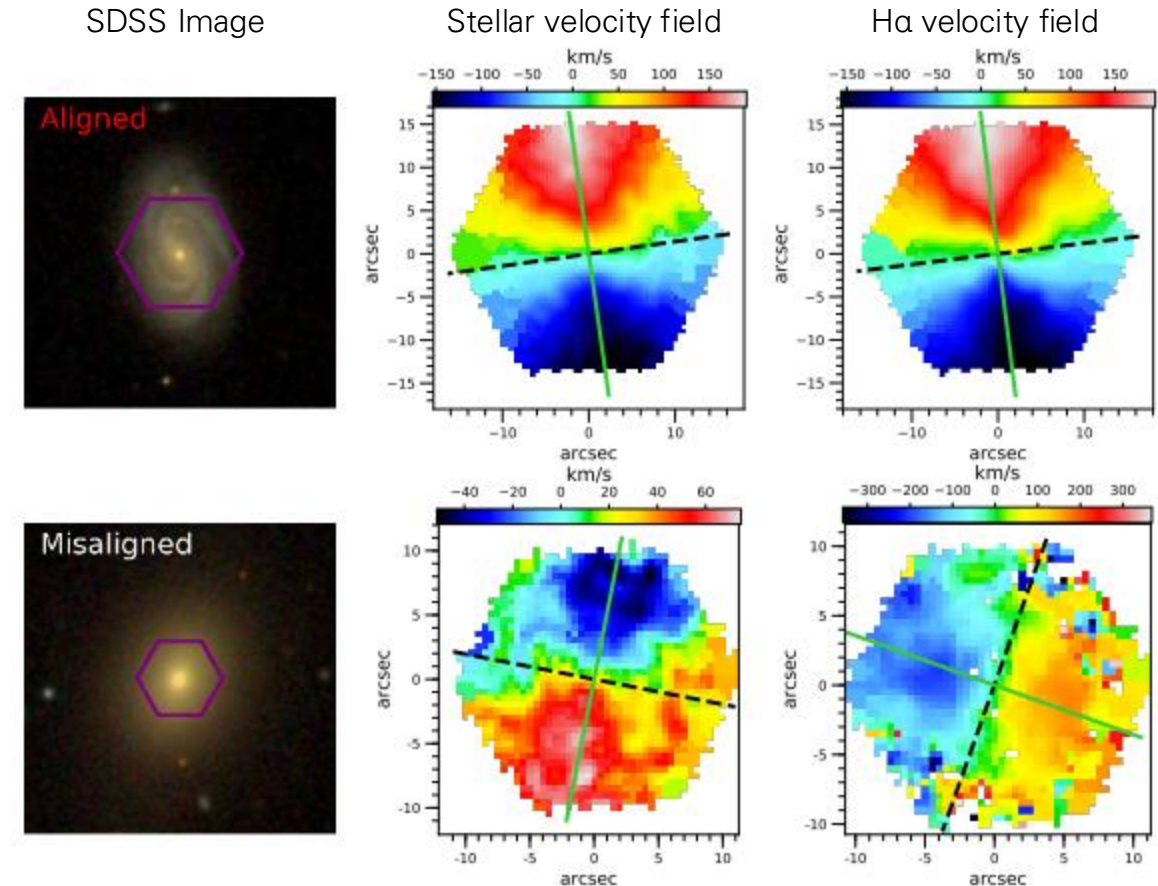 SDSS Image
Stellar velocity field
Hα velocity field
km/s
−150 −100 −50 0 50 100 150
km/s
−150 −100 −50 0 50 100 150
Aligned
15
10
5
0
−5
−10
−15
arcsec
−10 0 10
arcsec
15
10
5
0
−5
−10
−15
arcsec
−10 0 10
arcsec
km/s
−40 −20 0 20 40 60
km/s
−300 −200 −100 0 100 200 300
Misaligned
10
5
0
-5
-10
arcsec
-10 -5 0 5 10
arcsec
10
5
0
-5
-10
arcsec
-10 -5 0 5 10
arcsec